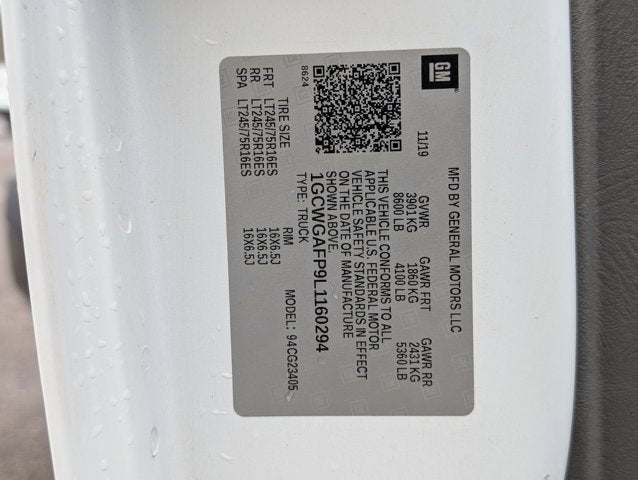 GM
MFD BY GENERAL MOTORS LLC
11/19 GVWR GAWR FRT GAWR RR
3901 KG 1860 KG 2431 KG
8600 LB 4100 LB 5360 LB
THIS VEHICLE CONFORMS TO ALL
APPLICABLE U.S. FEDERAL MOTOR
VEHICLE SAFETY STANDARDS IN EFFECT
ON THE DATE OF MANUFACTURE
SHOWN ABOVE.
1GCWGAFP9L1160294
TYPE: TRUCK MODEL: 94CG23405
8624
TIRE SIZE RIM
FRT LT245/75R16ES 16X6.5J
RR LT245/75R16ES 16X6.5J
SPA LT245/75R16ES 16X6.5J